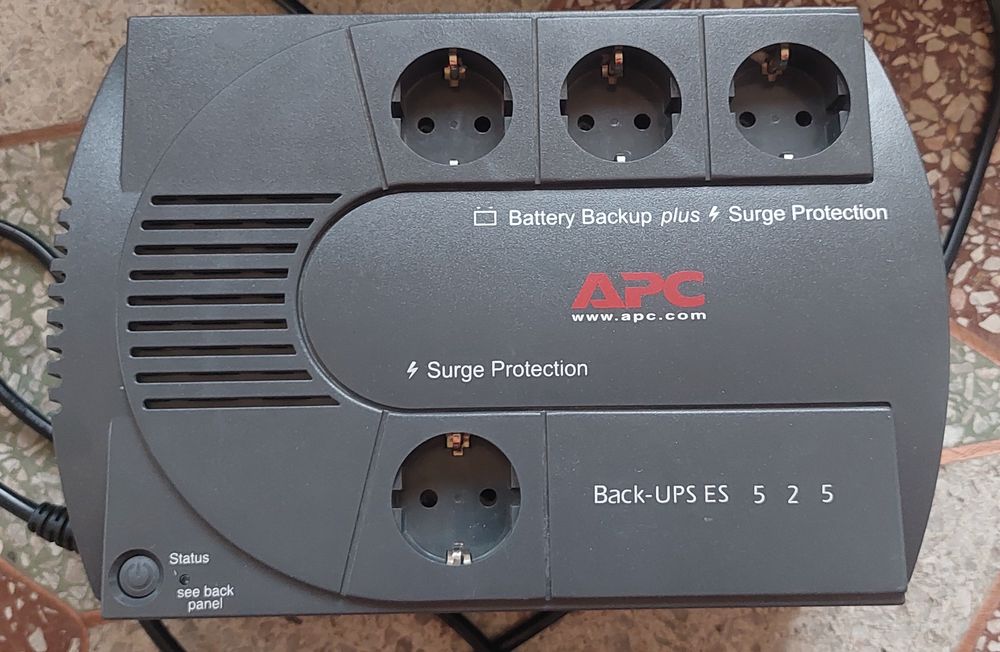 Battery Backup plus Surge Protection
APC
www.apc.com
Surge Protection
Back-UPS ES 5 2 5
Status
see back
panel